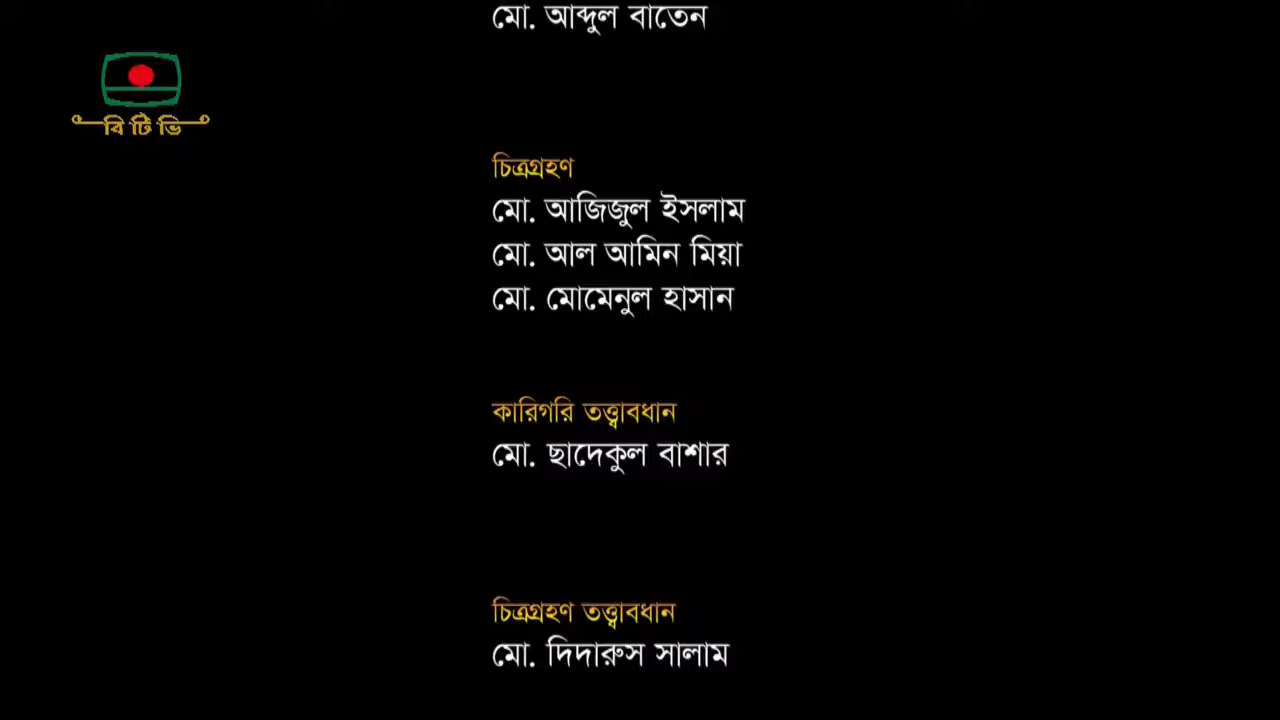 মো. আব্দুল বাতেন
বি টি ভি
চিত্রগ্রহণ
মো. আজিজুল ইসলাম
মো. আল আমিন মিয়া
মো. মোমেনুল হাসান
কারিগরি তত্ত্বাবধান
মো. ছাদেকুল বাশার
চিত্রগ্রহণ তত্ত্বাবধান
মো. দিদারুস সালাম